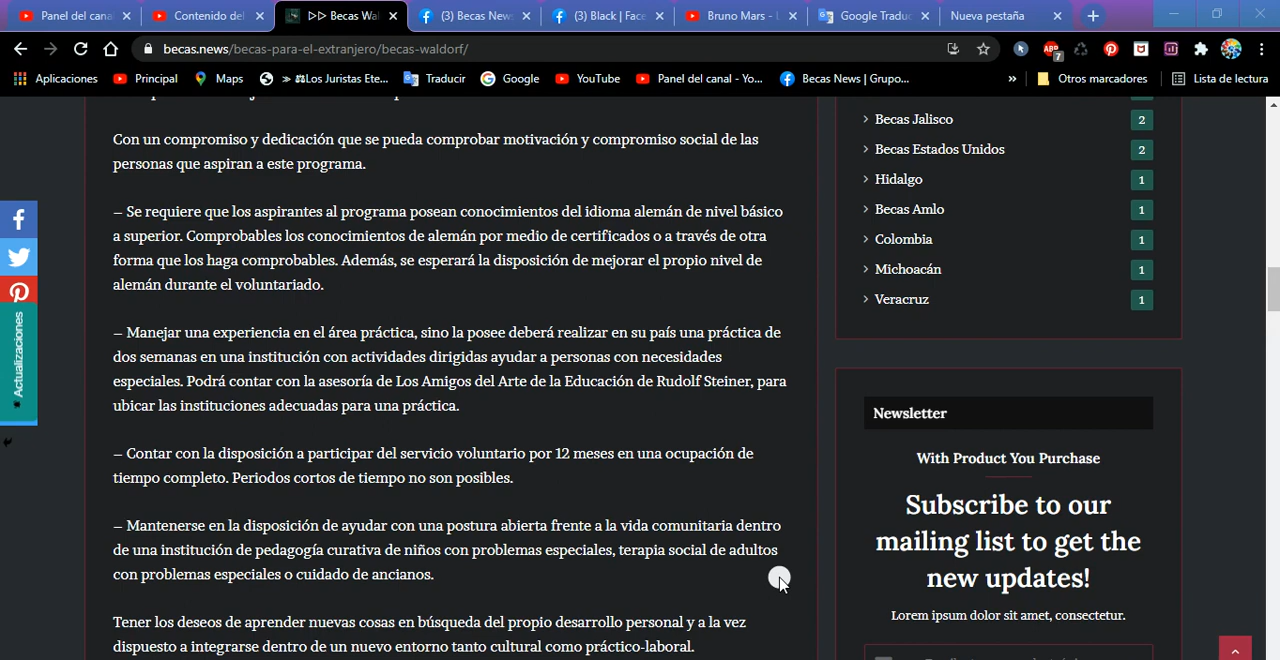 Panel del cana
Contenido del
▷▷ Becas Wal
(3) Becas News
(3) Black | Face
Bruno Mars - L
Google Traduc
Nueva pestaña
becas.news/becas-para-el-extranjero/becas-waldorf/
7
Aplicaciones
Principal
Maps
» ⚖Los Juristas Ete...
Traducir
Google
YouTube
Panel del canal - Yo...
Becas News | Grupo...
»
Otros marcadores
Lista de lectura
Con un compromiso y dedicación que se pueda comprobar motivación y compromiso social de las
personas que aspiran a este programa.
– Se requiere que los aspirantes al programa posean conocimientos del idioma alemán de nivel básico
a superior. Comprobables los conocimientos de alemán por medio de certificados o a través de otra
forma que los haga comprobables. Además, se esperará la disposición de mejorar el propio nivel de
alemán durante el voluntariado.
– Manejar una experiencia en el área práctica, sino la posee deberá realizar en su país una práctica de
dos semanas en una institución con actividades dirigidas ayudar a personas con necesidades
especiales. Podrá contar con la asesoría de Los Amigos del Arte de la Educación de Rudolf Steiner, para
ubicar las instituciones adecuadas para una práctica.
– Contar con la disposición a participar del servicio voluntario por 12 meses en una ocupación de
tiempo completo. Periodos cortos de tiempo no son posibles.
– Mantenerse en la disposición de ayudar con una postura abierta frente a la vida comunitaria dentro
de una institución de pedagogía curativa de niños con problemas especiales, terapia social de adultos
con problemas especiales o cuidado de ancianos.
Tener los deseos de aprender nuevas cosas en búsqueda del propio desarrollo personal y a la vez
dispuesto a integrarse dentro de un nuevo entorno tanto cultural como práctico-laboral.
Actualizaciones
Becas Jalisco 2
Becas Estados Unidos 2
Hidalgo 1
Becas Amlo 1
Colombia 1
Michoacán 1
Veracruz 1
Newsletter
With Product You Purchase
Subscribe to our
mailing list to get the
new updates!
Lorem ipsum dolor sit amet, consectetur.